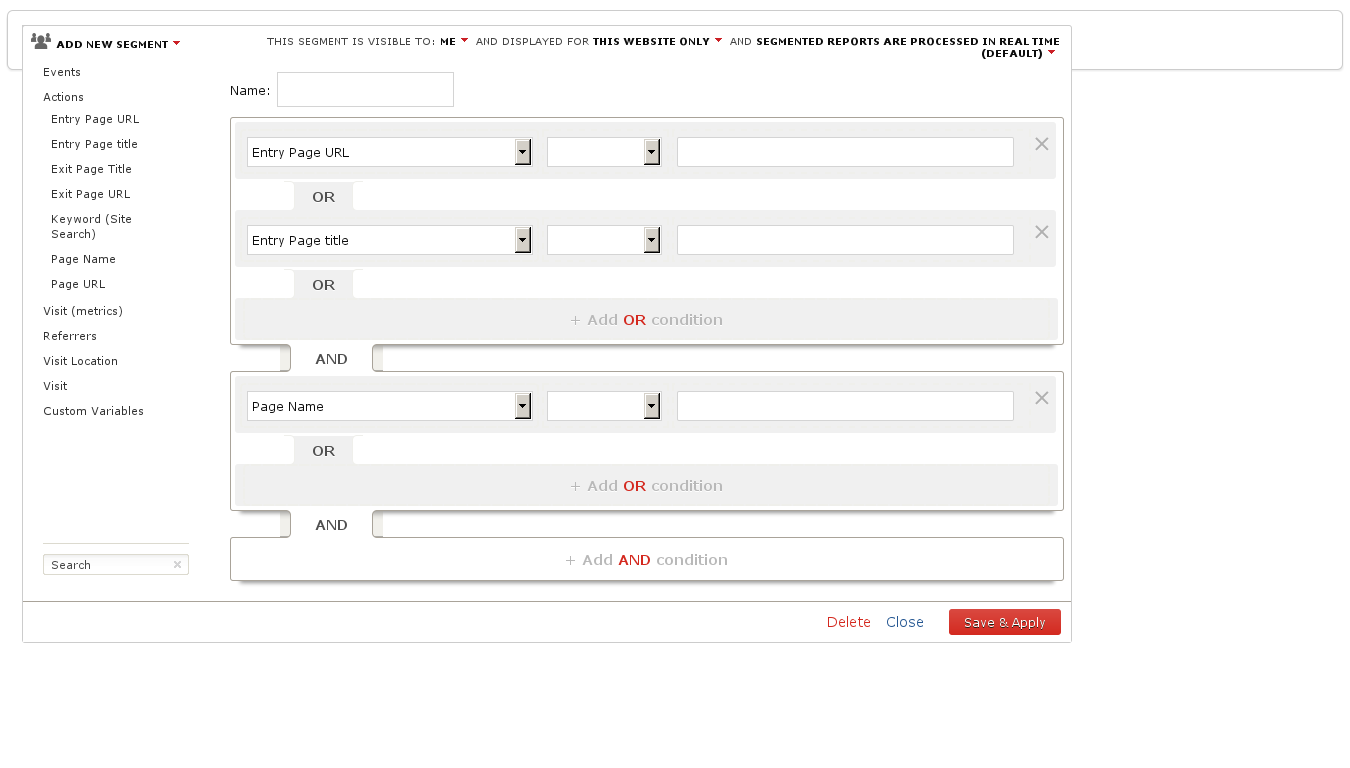 ADD NEW SEGMENT
THIS SEGMENT IS VISIBLE TO: ME AND DISPLAYED FOR THIS WEBSITE ONLY AND SEGMENTED REPORTS ARE PROCESSED IN REAL TIME
(DEFAULT)
Events
Actions
Entry Page URL
Entry Page title
Exit Page Title
Exit Page URL
Keyword (Site
Search)
Page Name
Page URL
Visit (metrics)
Referrers
Visit Location
Visit
Custom Variables
Search
Name:
Entry Page URL
OR
Entry Page title
OR
+ Add OR condition
AND
Page Name
OR
+ Add OR condition
AND
+ Add AND condition
Delete Close Save & Apply